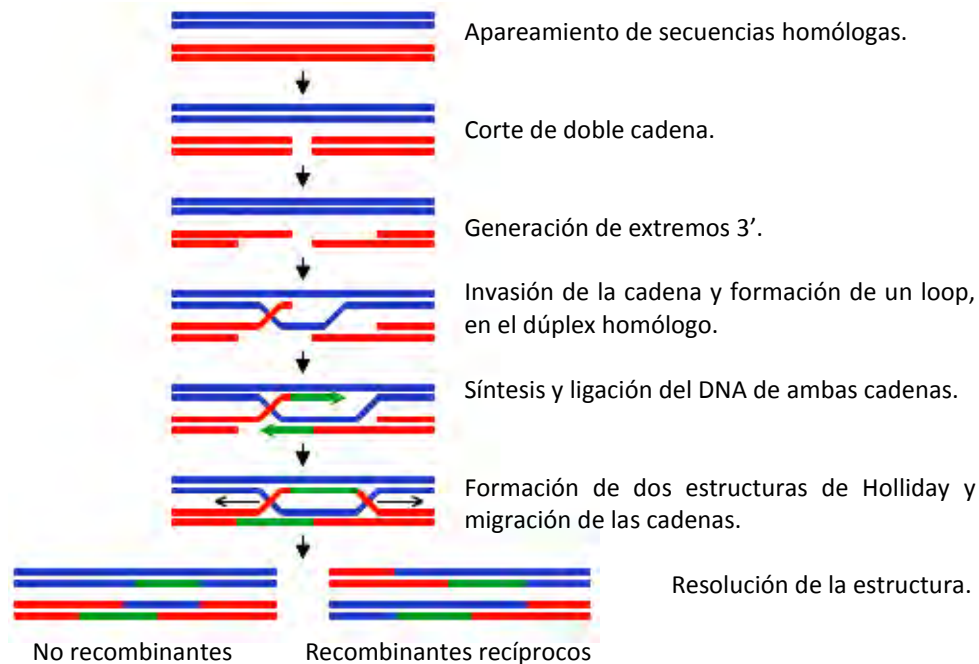 Apareamiento de secuencias homólogas.
Corte de doble cadena.
Generación de extremos 3’.
Invasión de la cadena y formación de un loop,
en el dúplex homólogo.
Síntesis y ligación del DNA de ambas cadenas.
Formación de dos estructuras de Holliday y
migración de las cadenas.
Resolución de la estructura.
No recombinantes
Recombinantes recíprocos